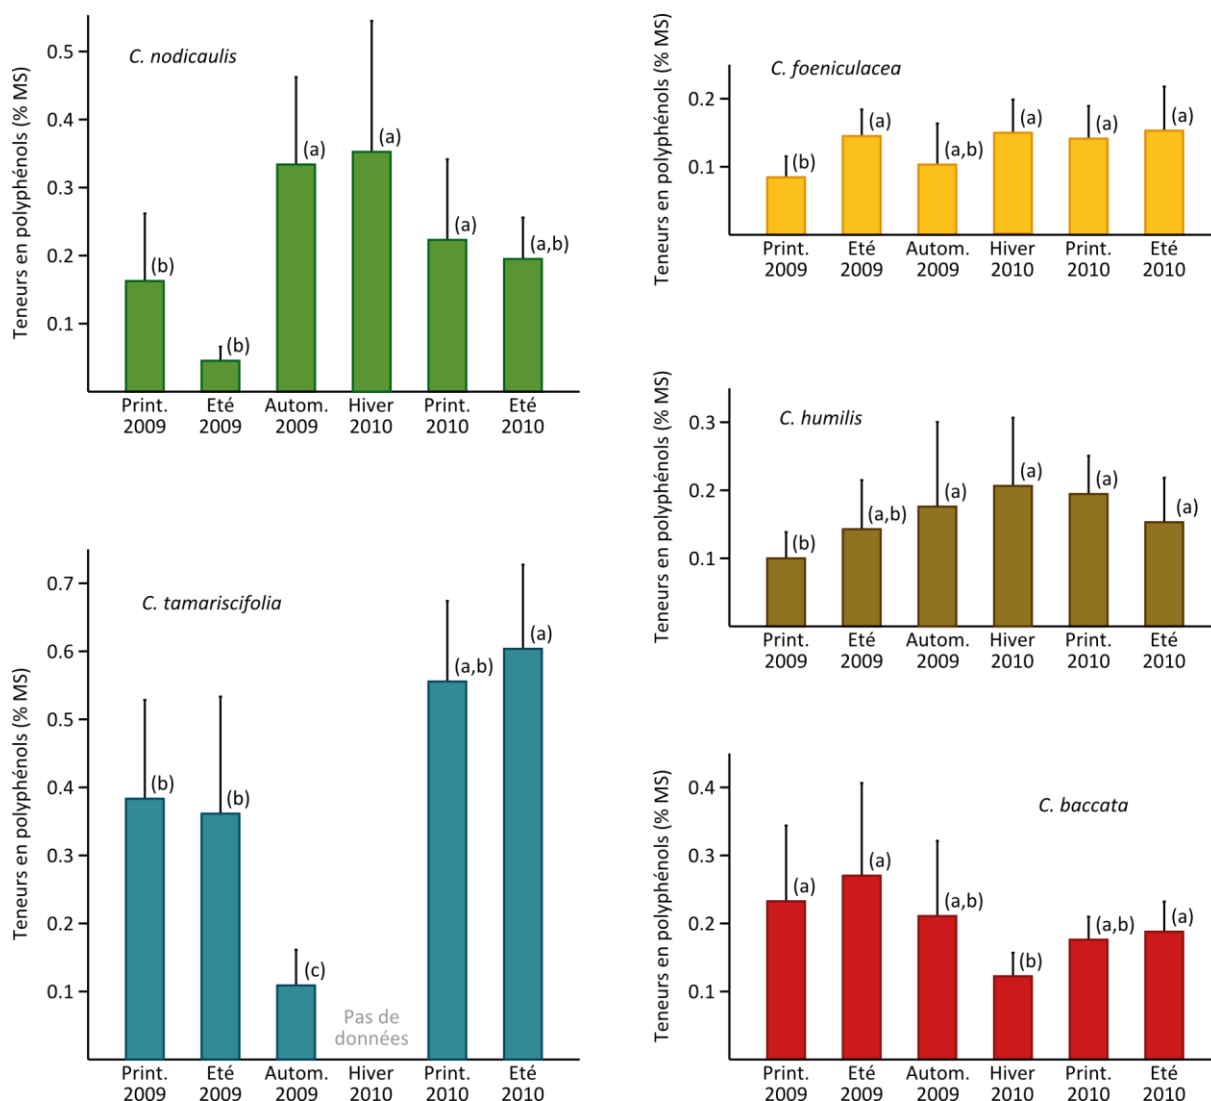 C. nodicaulis
Teneurs en polyphénols (% MS)
0.5
0.4
0.3
0.2
0.1
(b)
(b)
(a)
(a)
(a)
(a,b)
Print. Eté Autom. Hiver Print. Eté
2009 2009 2009 2010 2010 2010
C. foeniculacea
Teneurs en polyphénols (% MS)
0.2
0.1
(b)
(a)
(a,b)
(a)
(a)
(a)
Print. Eté Autom. Hiver Print. Eté
2009 2009 2009 2010 2010 2010
C. humilis
Teneurs en polyphénols (% MS)
0.3
0.2
0.1
(b)
(a,b)
(a)
(a)
(a)
(a)
Print. Eté Autom. Hiver Print. Eté
2009 2009 2009 2010 2010 2010
C. tamariscifolia
Teneurs en polyphénols (% MS)
0.7
0.6
0.5
0.4
0.3
0.2
0.1
(b)
(b)
(c)
Pas de
données
(a,b)
(a)
Print. Eté Autom. Hiver Print. Eté
2009 2009 2009 2010 2010 2010
C. baccata
Teneurs en polyphénols (% MS)
0.4
0.3
0.2
0.1
(a)
(a)
(a,b)
(b)
(a,b)
(a)
Print. Eté Autom. Hiver Print. Eté
2009 2009 2009 2010 2010 2010